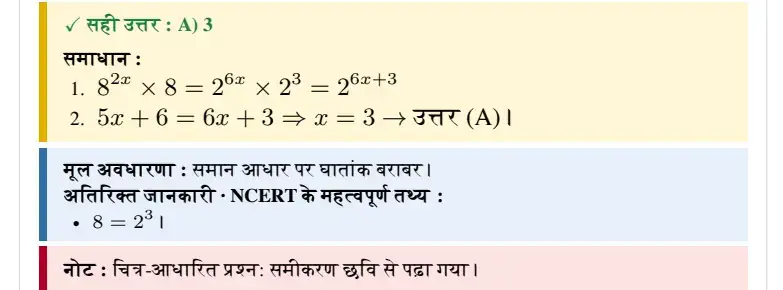 ✓ सही उत्तर : A) 3
समाधान :
1. 8^{2x} × 8 = 2^{6x} × 2^3 = 2^{6x+3}
2. 5x + 6 = 6x + 3 ⇒ x = 3 → उत्तर (A)।
मूल अवधारणा : समान आधार पर घातांक बराबर।
अतिरिक्त जानकारी · NCERT के महत्वपूर्ण तथ्य :
• 8 = 2^3।
नोट : चित्र-आधारित प्रश्न: समीकरण छवि से पढ़ा गया।